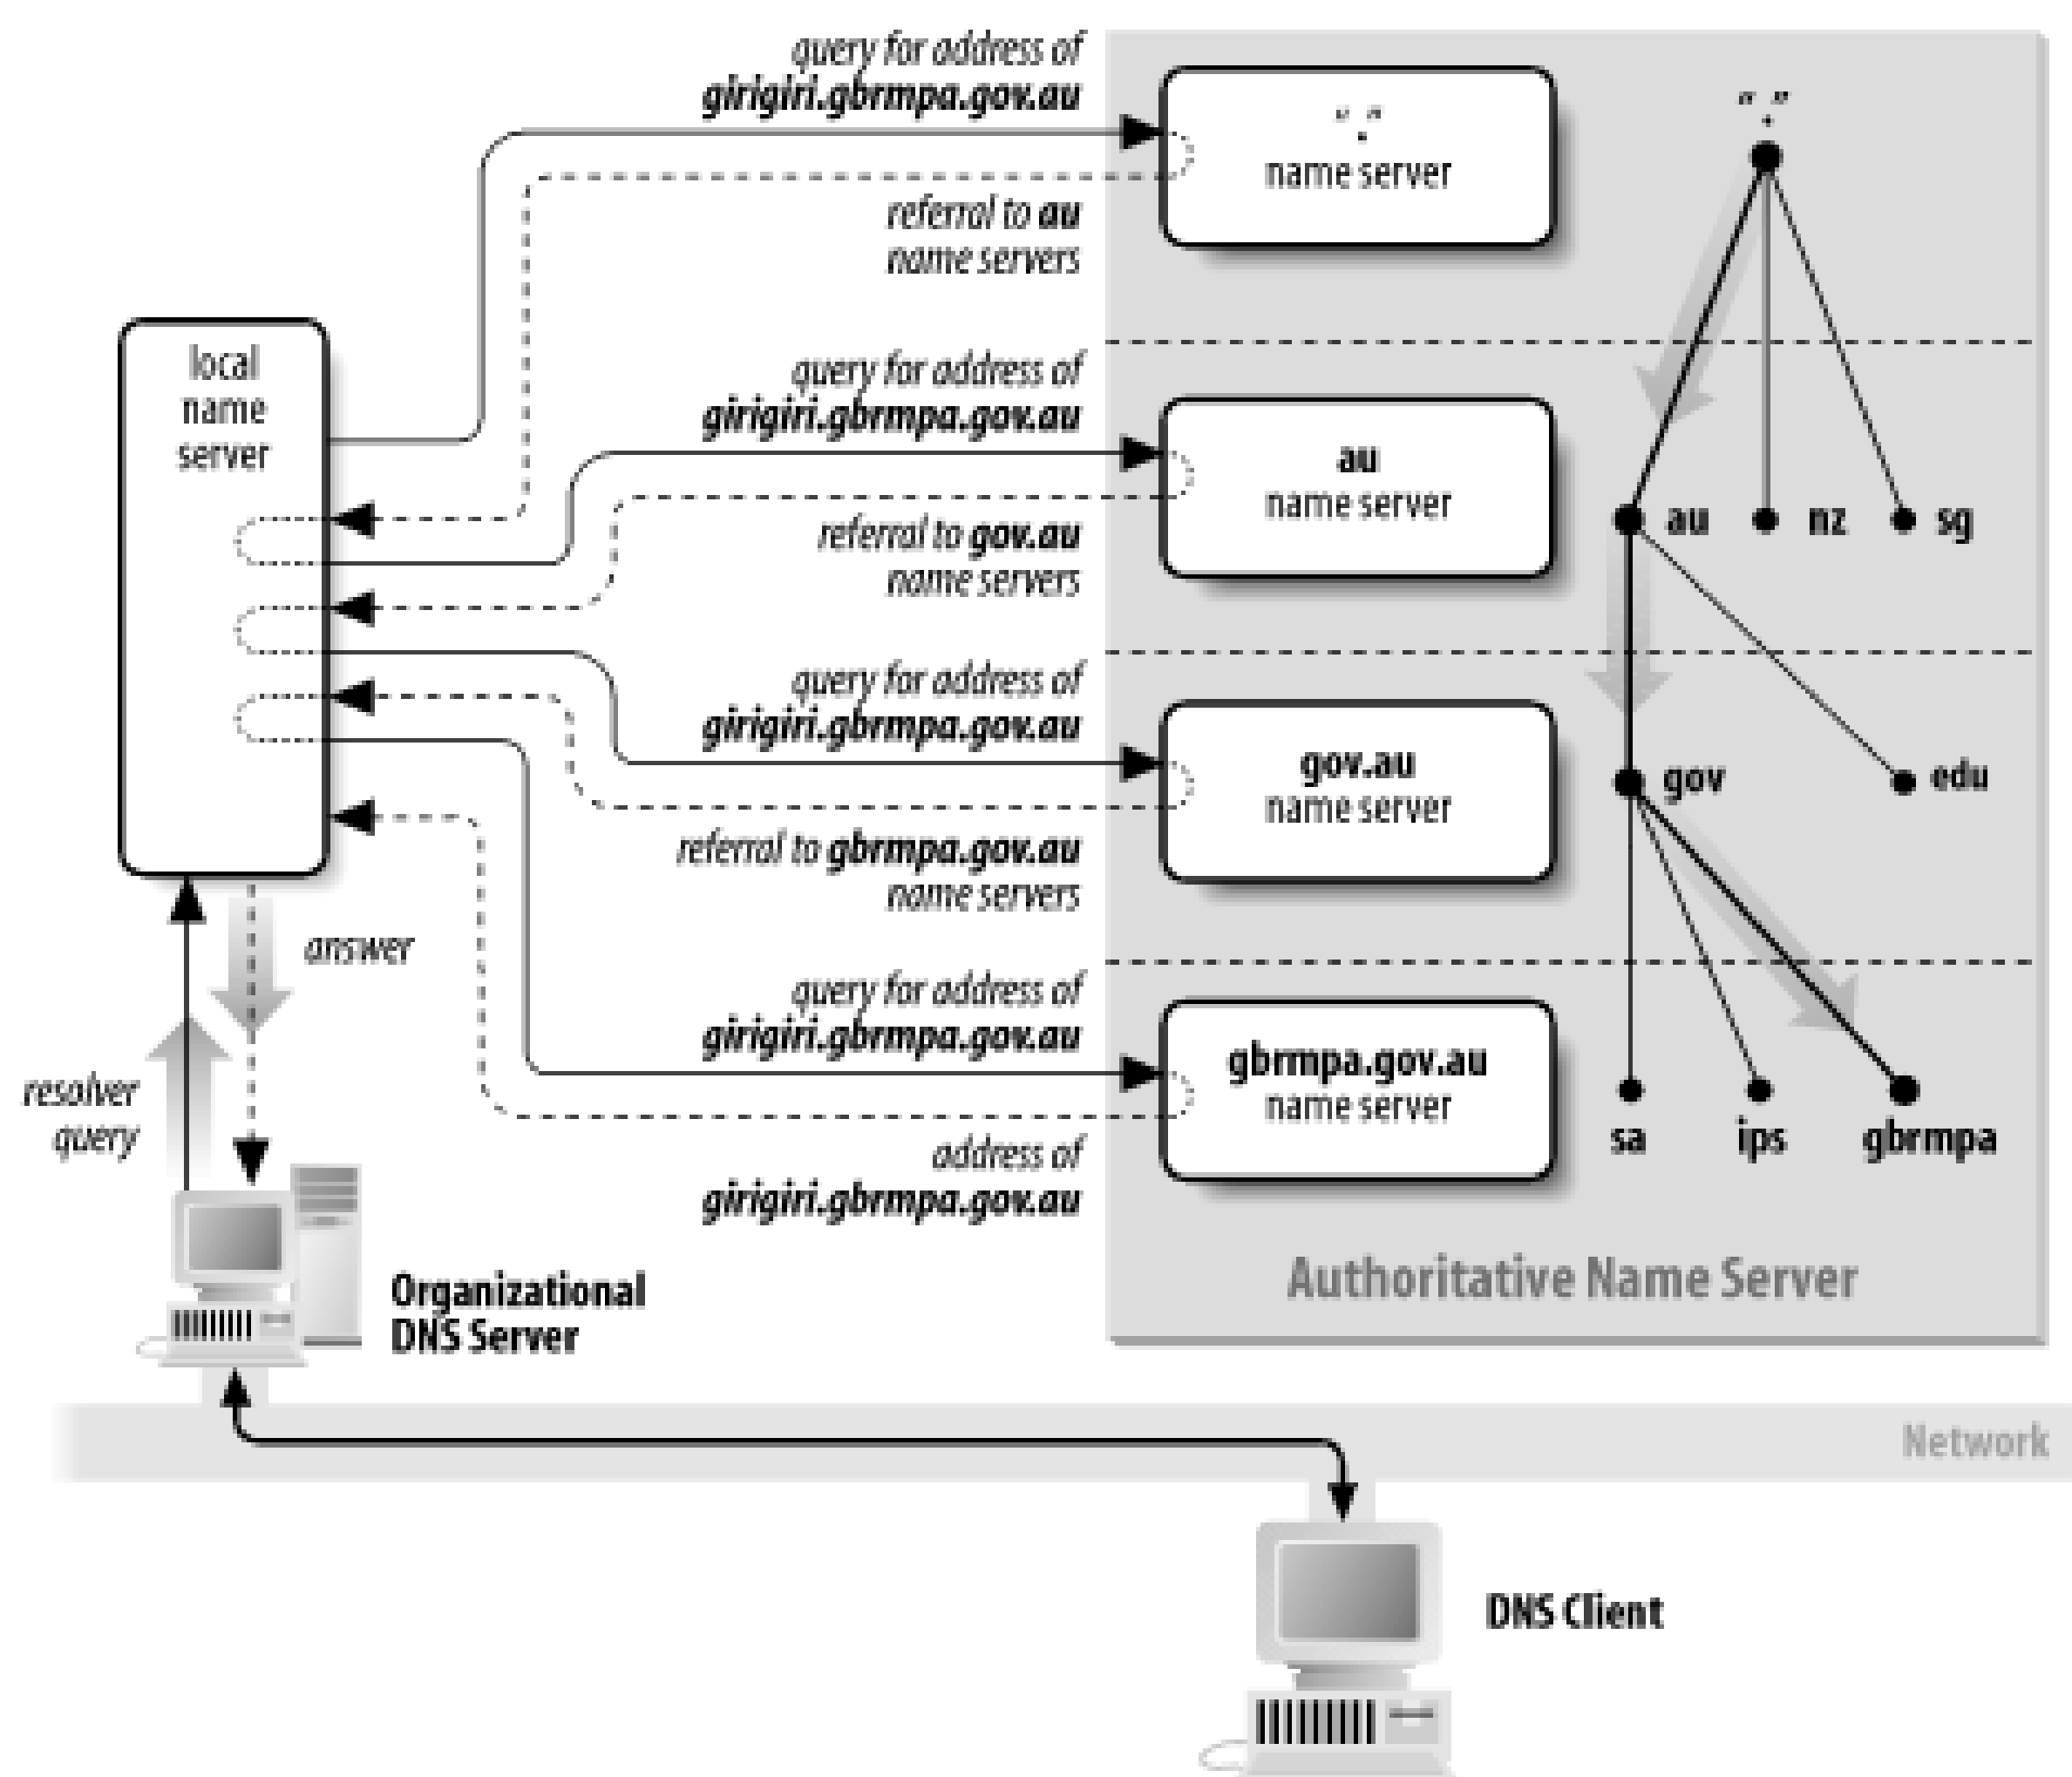 query for address of
girigiri.gbrmpa.gov.au
"."
name server
" . "
referral to au
name servers
local
name
server
query for address of
girigiri.gbrmpa.gov.au
au
name server
au
nz
sg
referral to gov.au
name servers
query for address of
girigiri.gbrmpa.gov.au
gov.au
name server
gov
edu
referral to gbrmpa.gov.au
name servers
answer
query for address of
girigiri.gbrmpa.gov.au
gbrmpa.gov.au
name server
resolver
query
sa
ips
gbrmpa
address of
girigiri.gbrmpa.gov.au
Authoritative Name Server
Organizational
DNS Server
Network
DNS Client